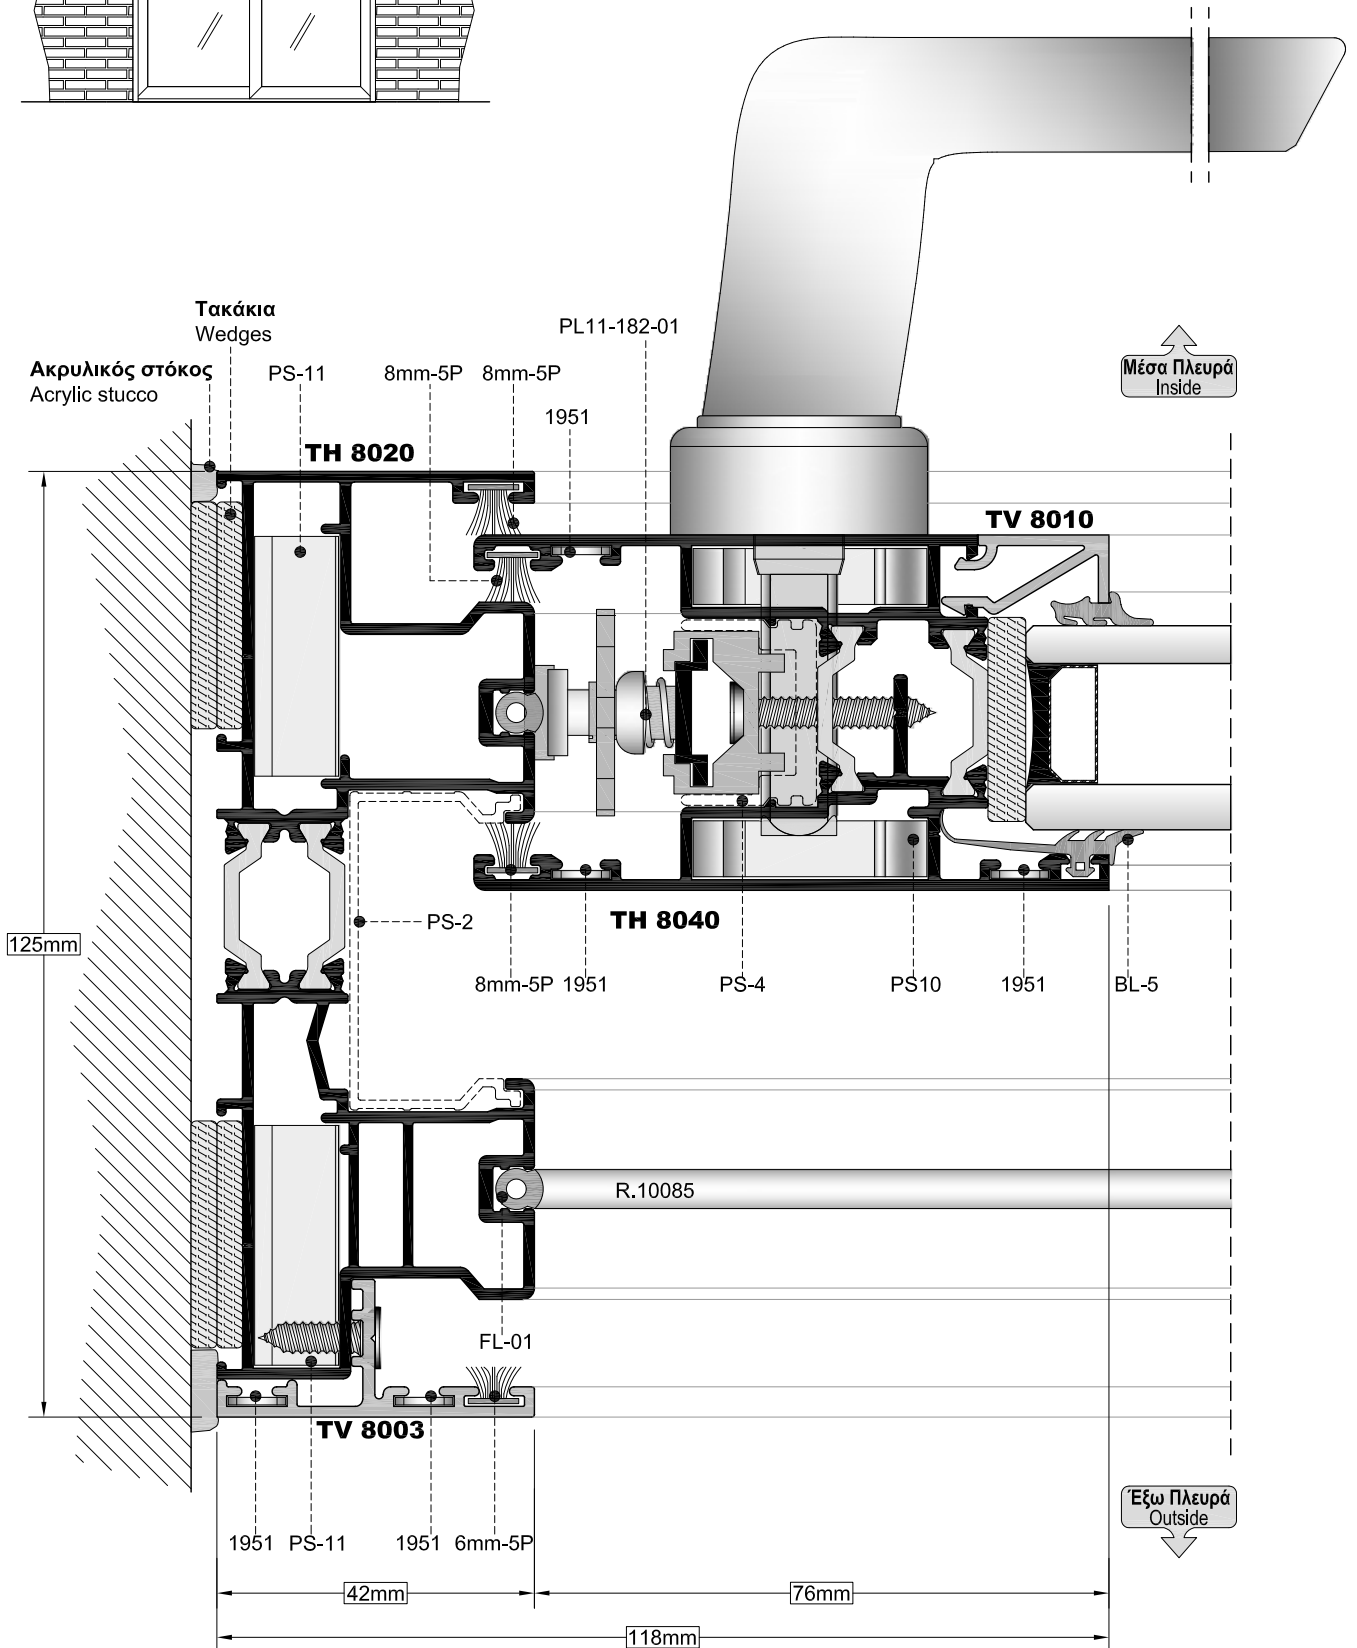 Τακάκια
Wedges
PL11-182-01
Ακρυλικός στόκος
Acrylic stucco
PS-11
8mm-5P
8mm-5P
1951
Μέσα Πλευρά
Inside
TH 8020
TV 8010
125mm
PS-2
TH 8040
8mm-5P
1951
PS-4
PS10
1951
BL-5
R.10085
FL-01
TV 8003
Έξω Πλευρά
Outside
1951
PS-11
1951
6mm-5P
42mm
76mm
118mm